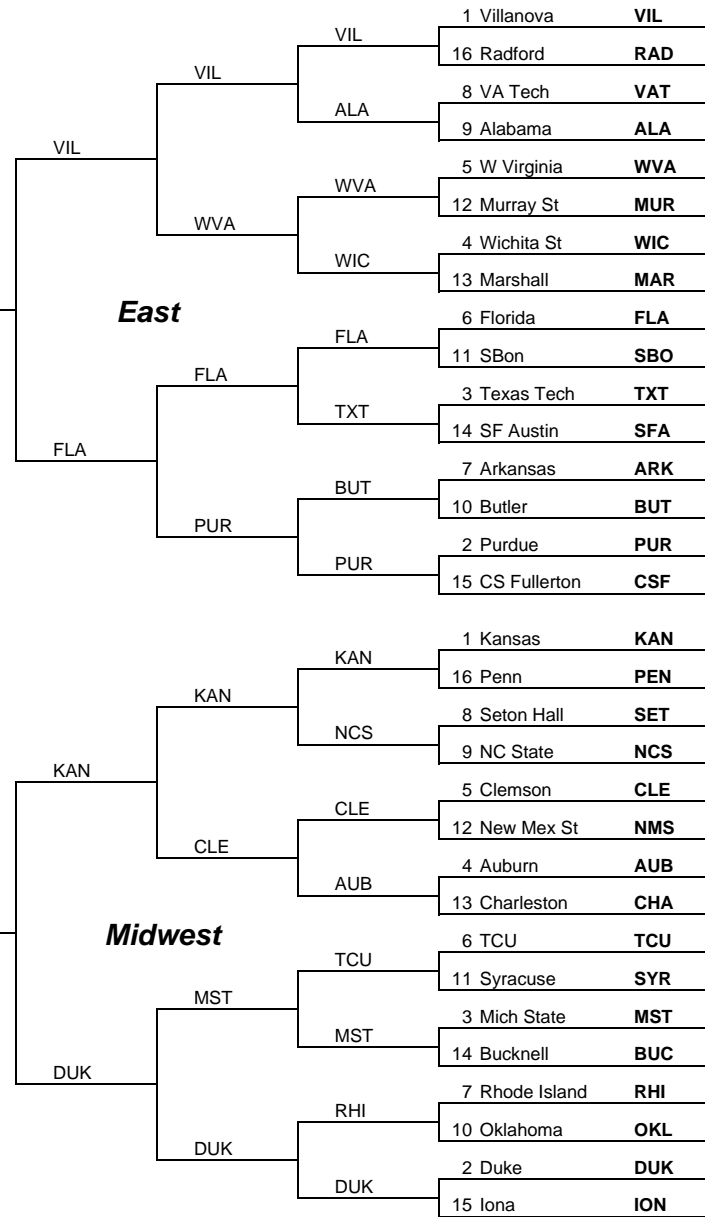 1 Villanova VIL
VIL
16 Radford RAD
VIL
8 VA Tech VAT
ALA
9 Alabama ALA
VIL
5 W Virginia WVA
WVA
12 Murray St MUR
WVA
4 Wichita St WIC
WIC
13 Marshall MAR
East
6 Florida FLA
FLA
11 SBon SBO
FLA
3 Texas Tech TXT
TXT
14 SF Austin SFA
FLA
7 Arkansas ARK
BUT
10 Butler BUT
PUR
2 Purdue PUR
PUR
15 CS Fullerton CSF
1 Kansas KAN
KAN
16 Penn PEN
KAN
8 Seton Hall SET
NCS
9 NC State NCS
KAN
5 Clemson CLE
CLE
12 New Mex St NMS
CLE
4 Auburn AUB
AUB
13 Charleston CHA
Midwest
6 TCU TCU
TCU
11 Syracuse SYR
MST
3 Mich State MST
MST
14 Bucknell BUC
DUK
7 Rhode Island RHI
RHI
10 Oklahoma OKL
DUK
2 Duke DUK
DUK
15 Iona ION